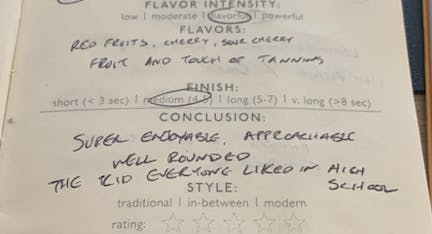 FLAVOR INTENSITY:
low | moderate | flavorful | powerful
FLAVORS:
RED FRUITS, CHERRY, SOUR CHERRY
FRUIT AND TOUCH OF TANNINS
FINISH:
short (< 3 sec) | medium (4-5) | long (5-7) | v. long (>8 sec)
CONCLUSION:
SUPER ENJOYABLE, APPROACHABLE
WELL ROUNDED
THE KID EVERYONE LIKED IN HIGH
SCHOOL
STYLE:
traditional | in-between | modern
rating: